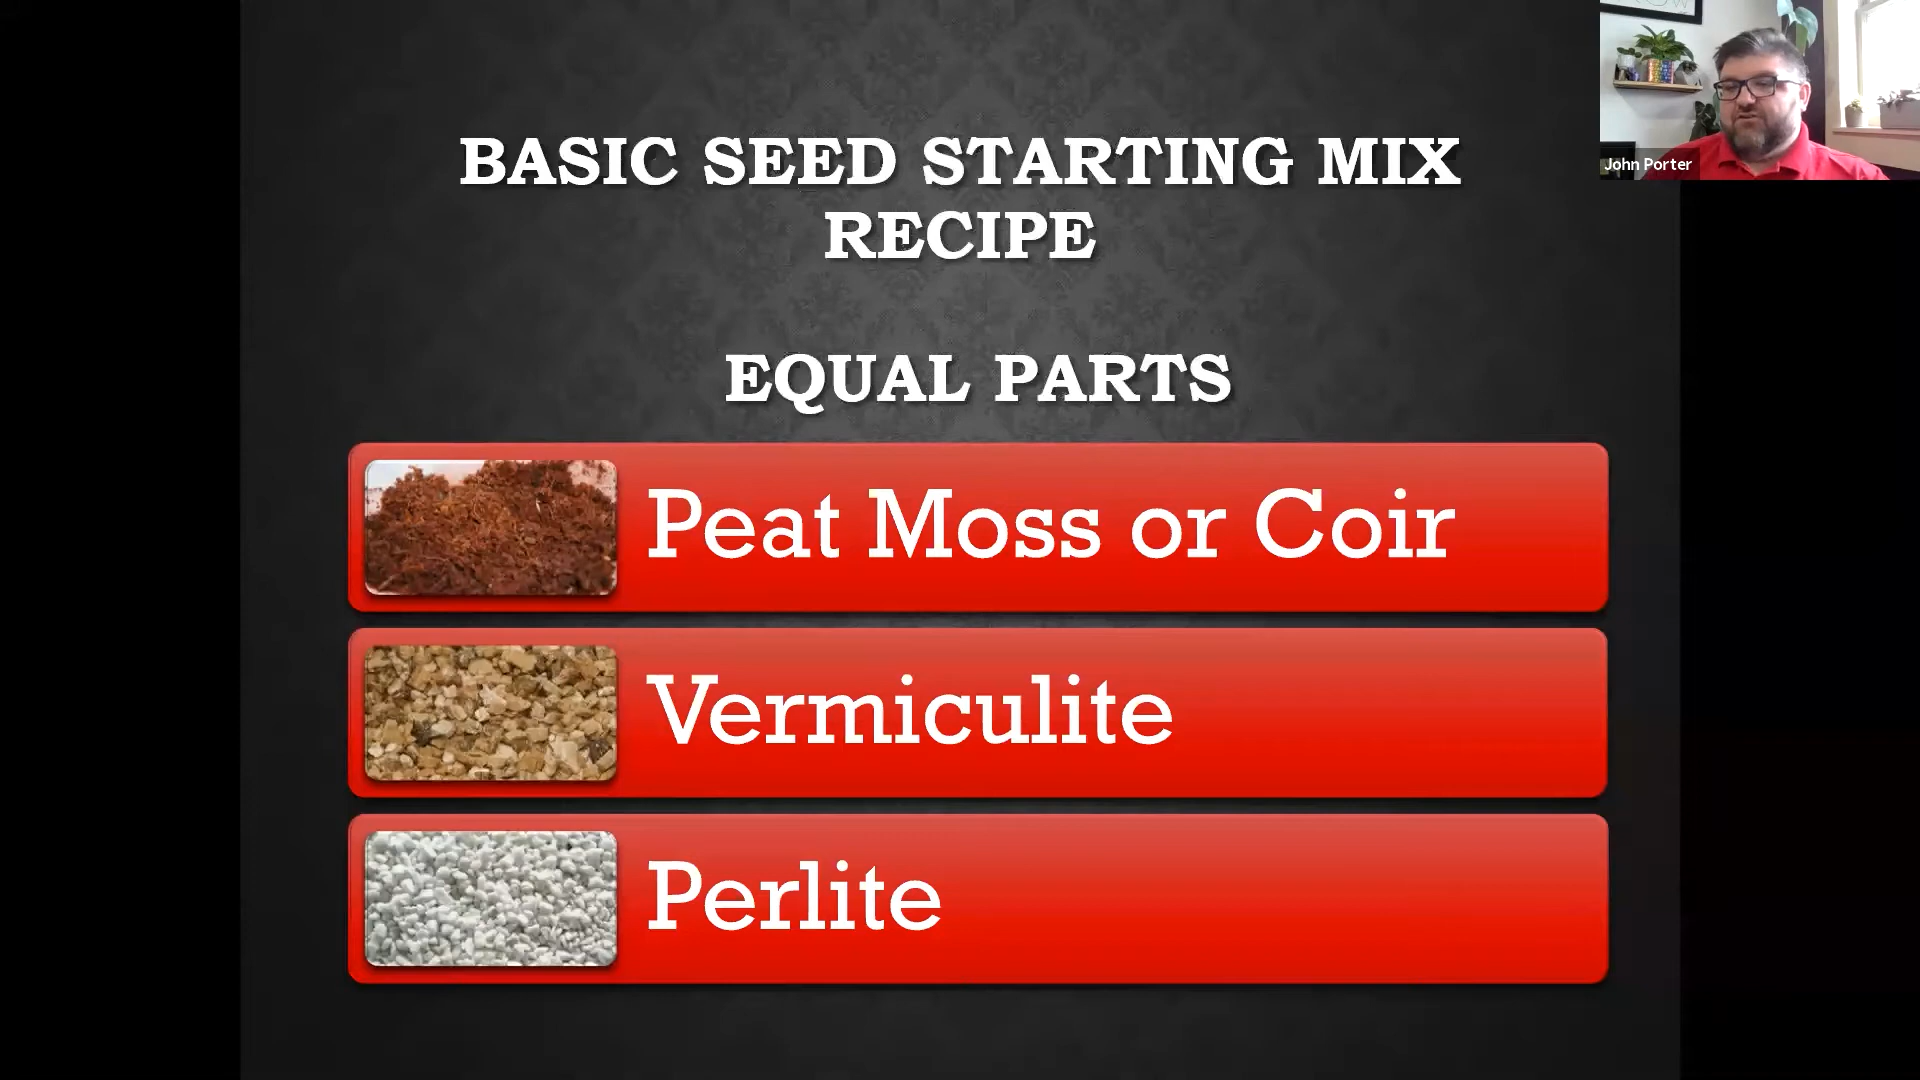 BASIC SEED STARTING MIX
RECIPE
EQUAL PARTS
Peat Moss or Coir
Vermiculite
Perlite
John Porter